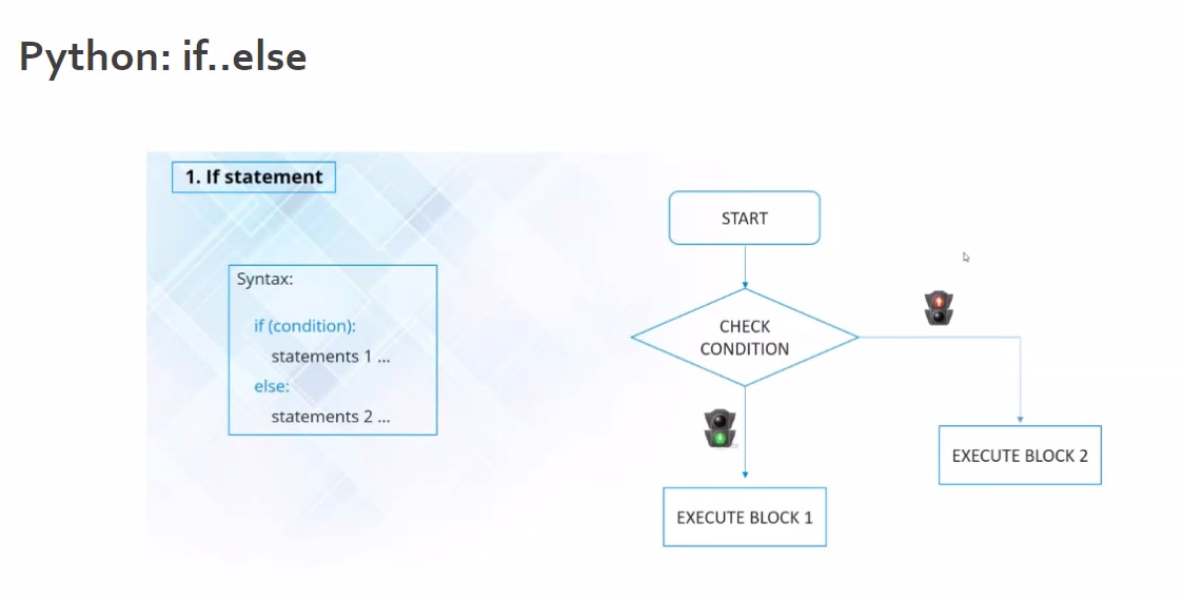 Python: if..else
1. If statement
Syntax:
if (condition):
statements 1 ...
else:
statements 2 ...
START
CHECK
CONDITION
EXECUTE BLOCK 2
EXECUTE BLOCK 1